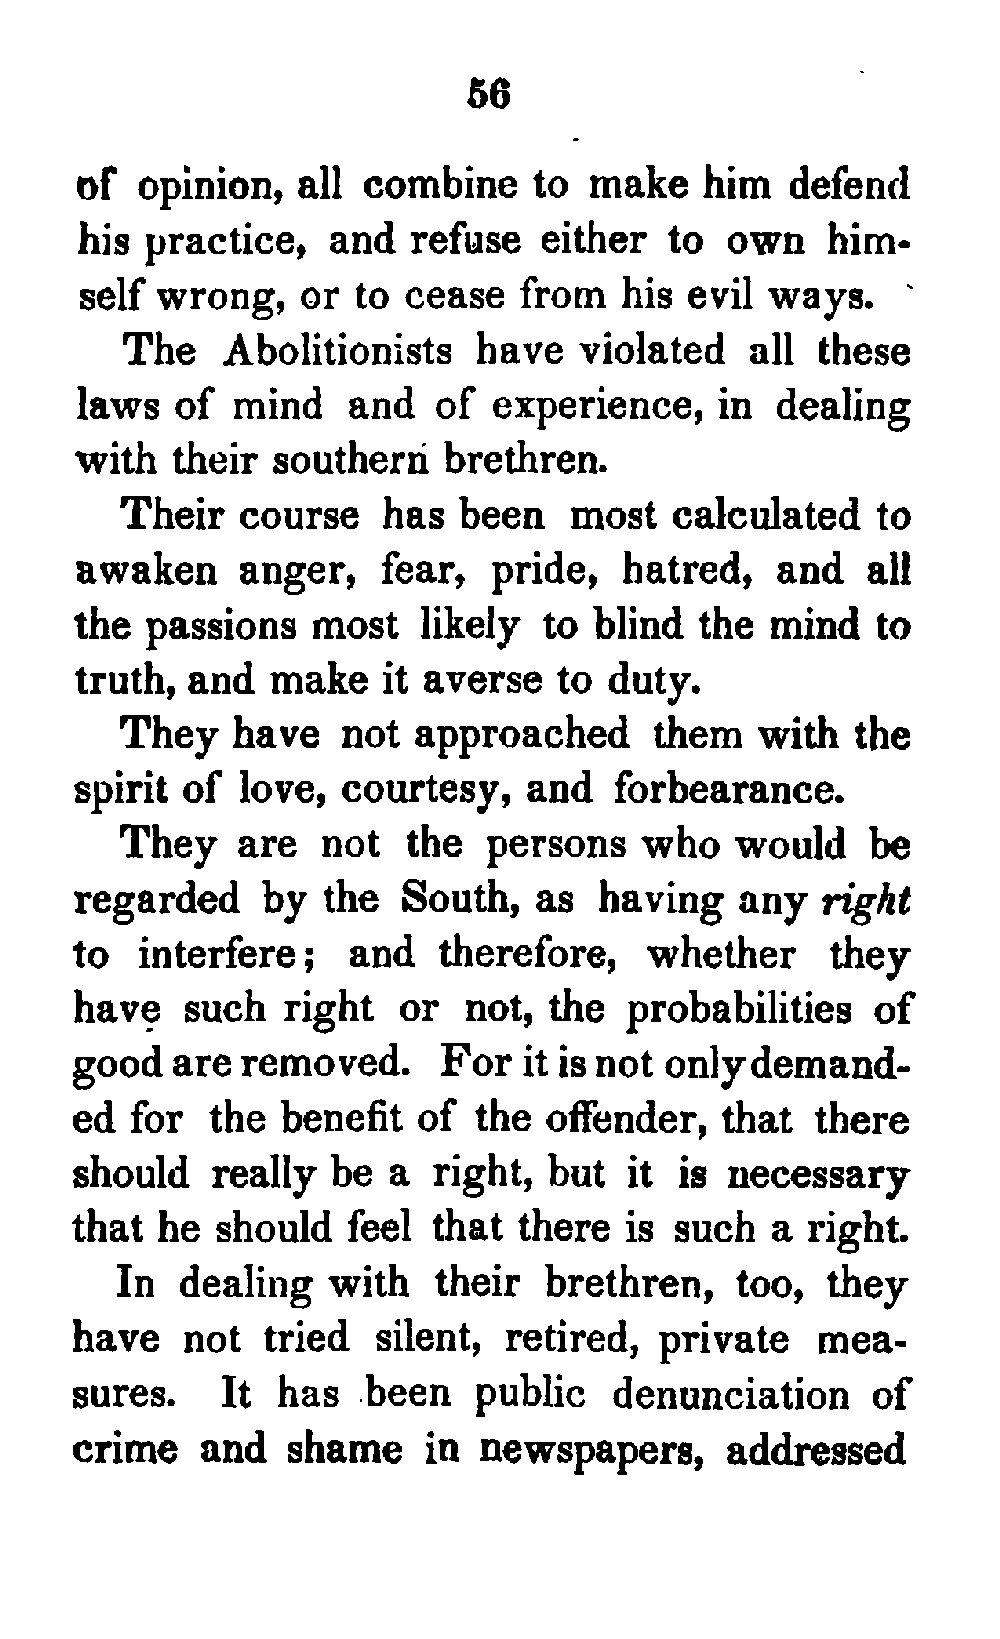 56
of opinion, all combine to make him defend
his practice, and refuse either to own him-
self wrong, or to cease from his evil ways.
The Abolitionists have violated all these
laws of mind and of experience, in dealing
with their southern brethren.
Their course has been most calculated to
awaken anger, fear, pride, hatred, and all
the passions most likely to blind the mind to
truth, and make it averse to duty.
They have not approached them with the
spirit of love, courtesy, and forbearance.
They are not the persons who would be
regarded by the South, as having any right
to interfere; and therefore, whether they
have such right or not, the probabilities of
good are removed. For it is not only demand-
ed for the benefit of the offender, that there
should really be a right, but it is necessary
that he should feel that there is such a right.
In dealing with their brethren, too, they
have not tried silent, retired, private mea-
sures. It has been public denunciation of
crime and shame in newspapers, addressed